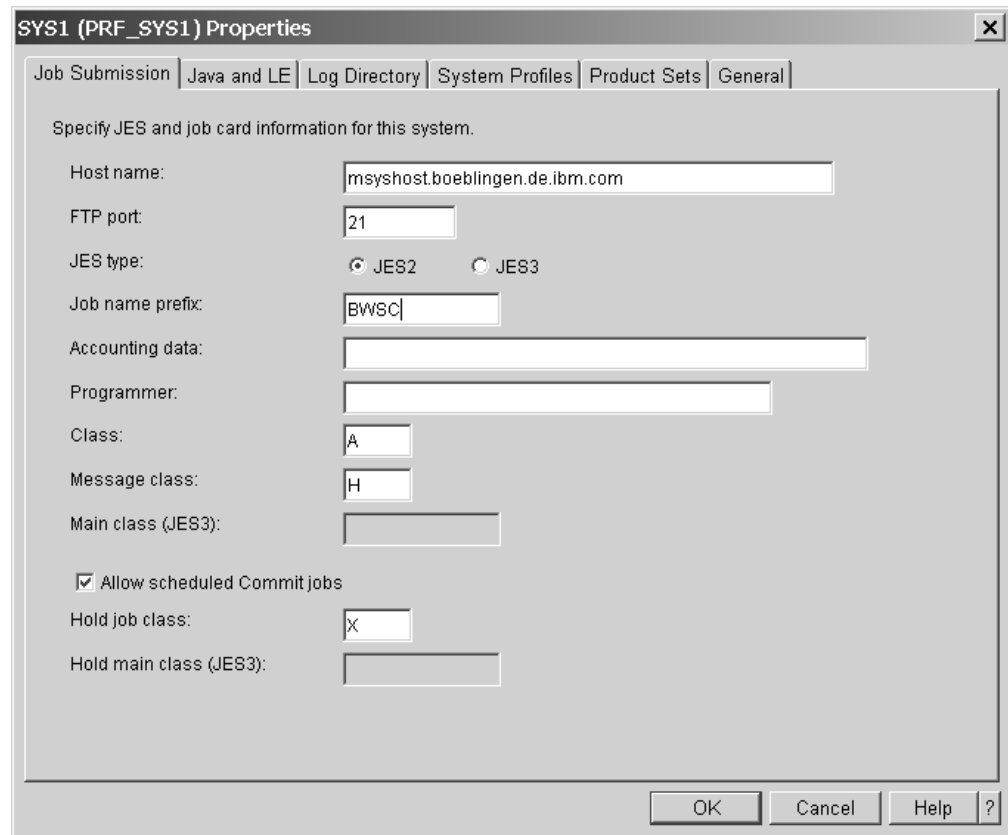 SYS1 (PRF_SYS1) Properties
Job Submission Java and LE Log Directory System Profiles Product Sets General
Specify JES and job card information for this system.
Host name: msyshost.boeblingen.de.ibm.com
FTP port: 21
JES type: JES2 JES3
Job name prefix: BWSC
Accounting data:
Programmer:
Class: A
Message class: H
Main class (JES3):
Allow scheduled Commit jobs
Hold job class: X
Hold main class (JES3):
OK Cancel Help ?